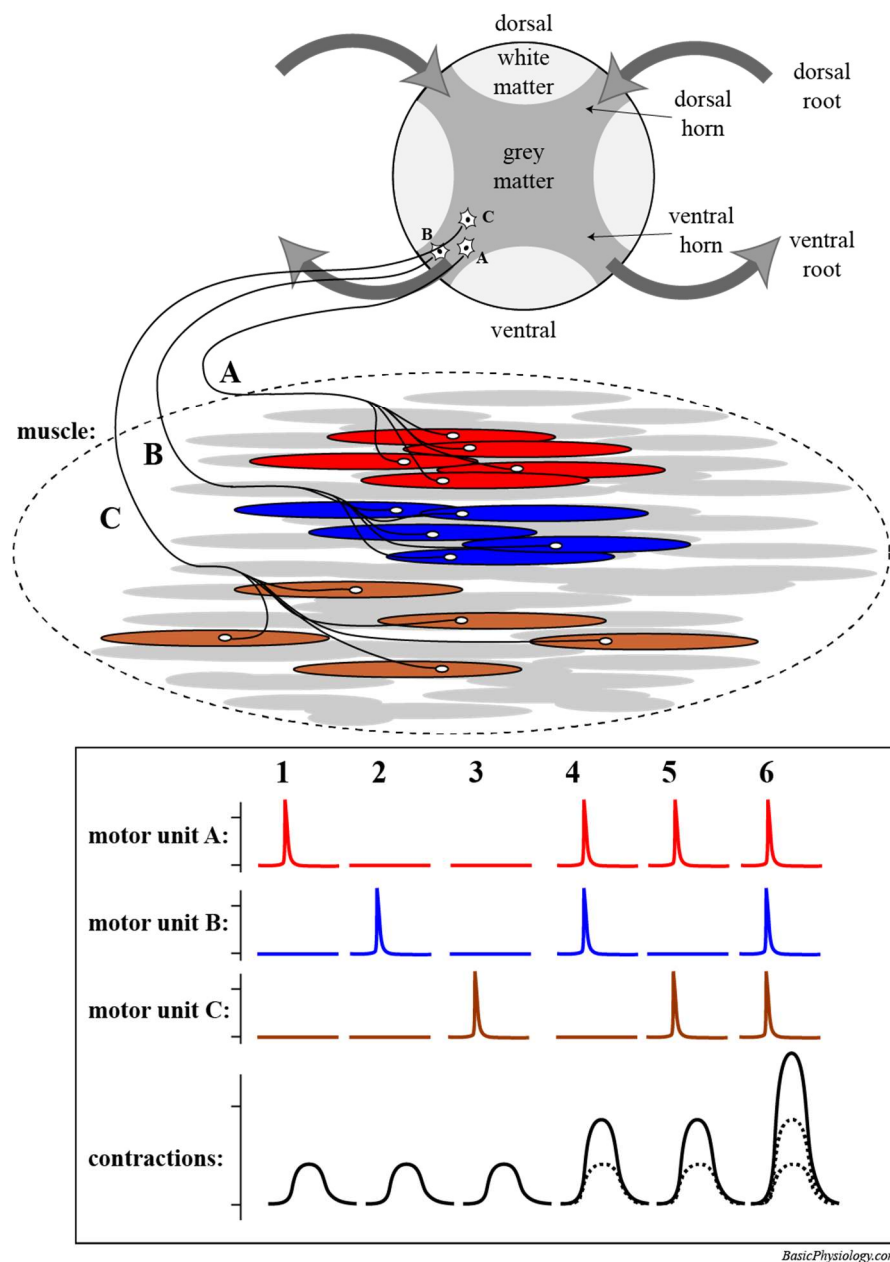 dorsal
white
matter
dorsal
root
dorsal
horn
grey
matter
C
B
A
ventral
horn
ventral
root
ventral
A
muscle:
B
C
1 2 3 4 5 6
motor unit A:
motor unit B:
motor unit C:
contractions:
BasicPhysiology.com